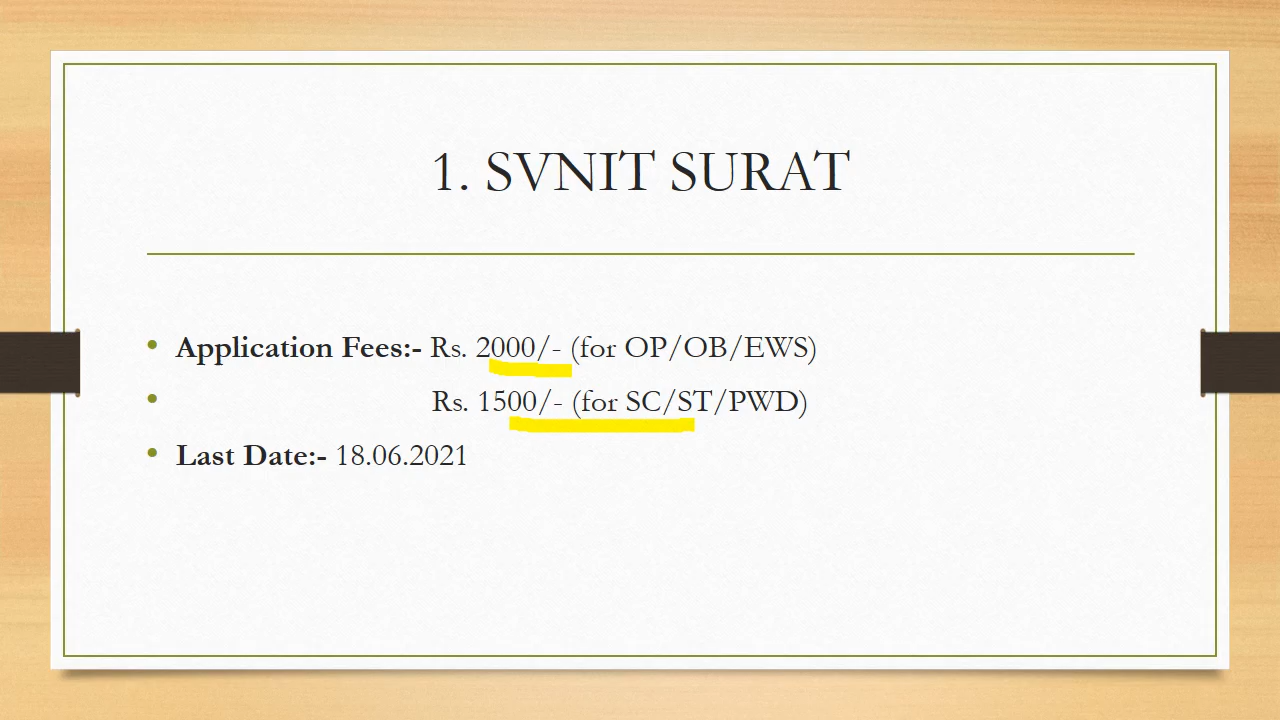 1. SVNIT SURAT
• Application Fees:- Rs. 2000/- (for OP/OB/EWS)
• Rs. 1500/- (for SC/ST/PWD)
• Last Date:- 18.06.2021